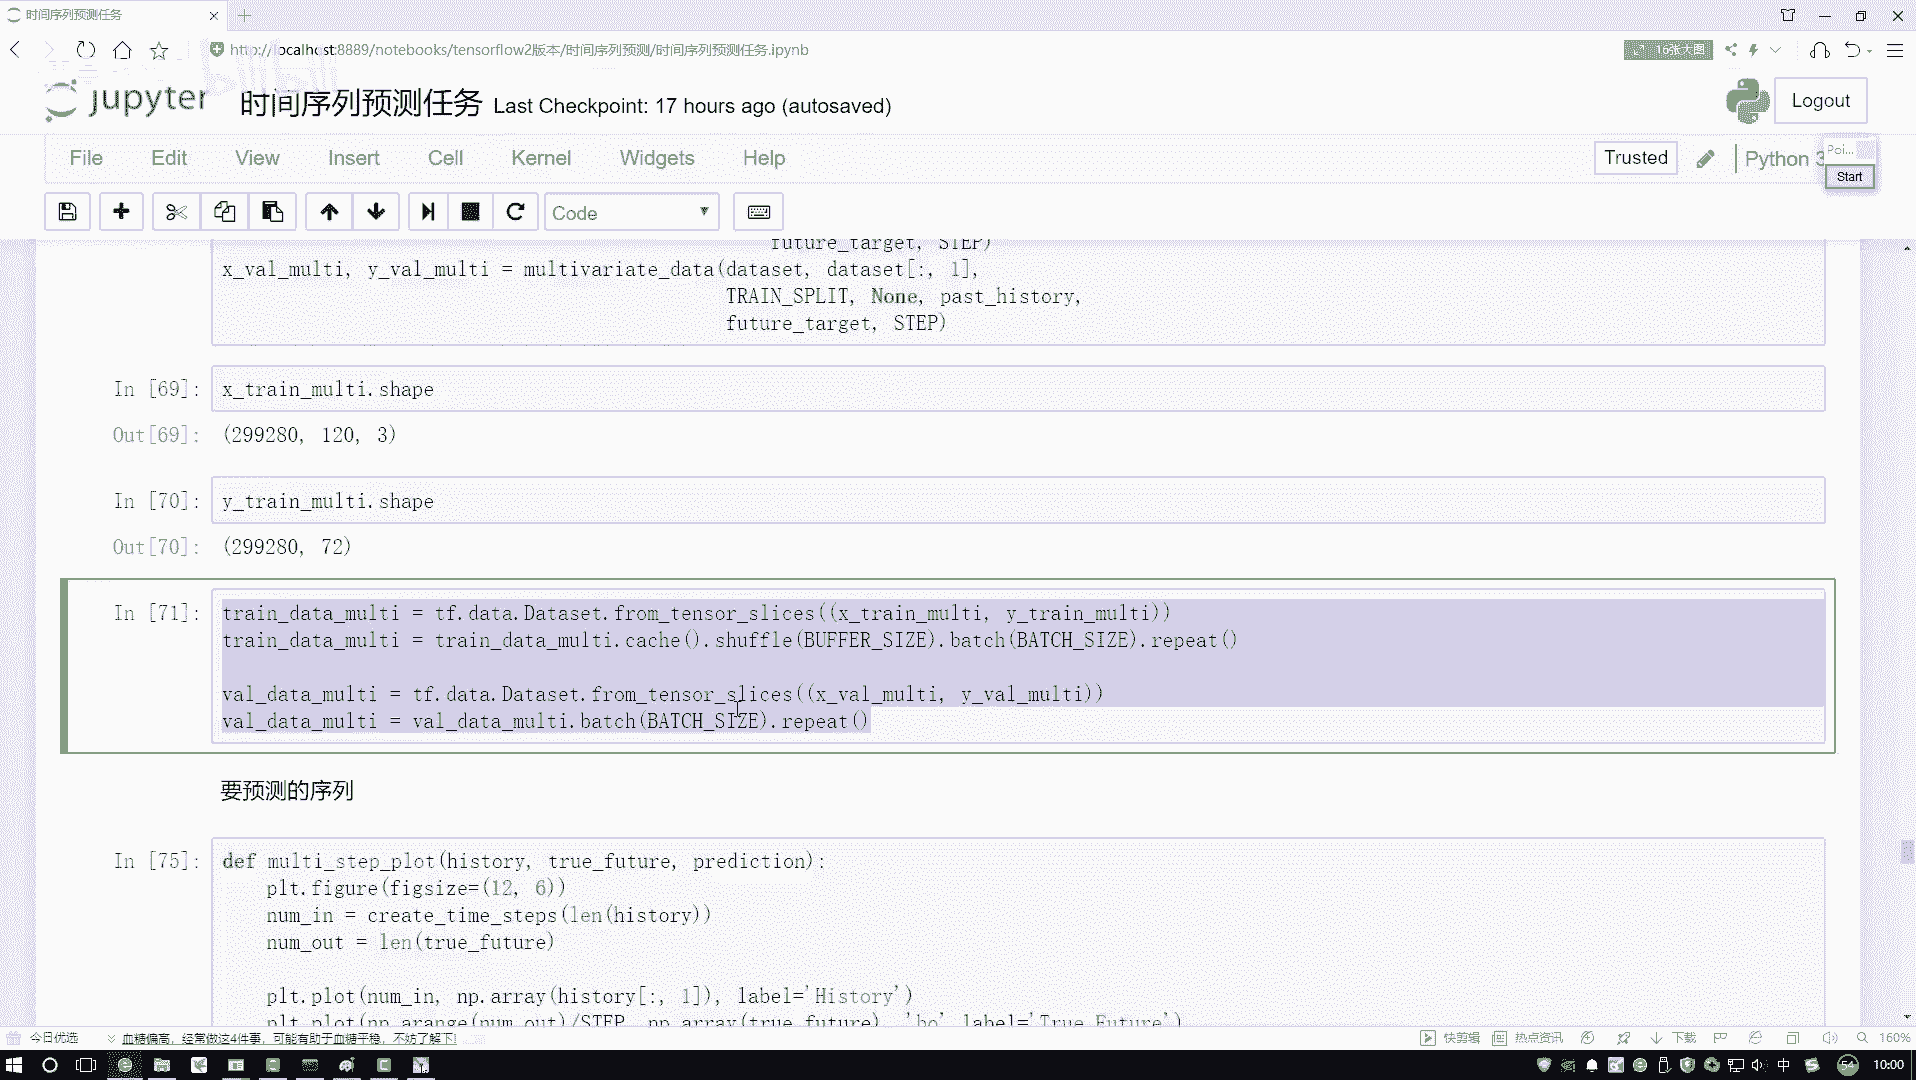 时间序列预测任务
http://localhost:8889/notebooks/tensorflow2版本/时间序列预测/时间序列预测任务.ipynb
16张大图
jupyter 时间序列预测任务 Last Checkpoint: 17 hours ago (autosaved)
Logout
File Edit View Insert Cell Kernel Widgets Help
Trusted
Python 3
Poi...
Start
Code
future_target, STEP)
x_val_multi, y_val_multi = multivariate_data(dataset, dataset[:, 1],
TRAIN_SPLIT, None, past_history,
future_target, STEP)
In [69]: x_train_multi.shape
Out[69]: (299280, 120, 3)
In [70]: y_train_multi.shape
Out[70]: (299280, 72)
In [71]: train_data_multi = tf.data.Dataset.from_tensor_slices((x_train_multi, y_train_multi))
train_data_multi = train_data_multi.cache().shuffle(BUFFER_SIZE).batch(BATCH_SIZE).repeat()
val_data_multi = tf.data.Dataset.from_tensor_slices((x_val_multi, y_val_multi))
val_data_multi = val_data_multi.batch(BATCH_SIZE).repeat()
要预测的序列
In [75]: def multi_step_plot(history, true_future, prediction):
plt.figure(figsize=(12, 6))
num_in = create_time_steps(len(history))
num_out = len(true_future)
plt.plot(num_in, np.array(history[:, 1]), label='History')
plt.plot(np.arange(num_out)/STEP, np.array(true_future), 'bo', label='True Future')
今日优选
血糖偏高，经常做这4件事，可能有助于血糖平稳，不妨了解下!
快剪辑
热点资讯
下载
160%
中
54
10:00